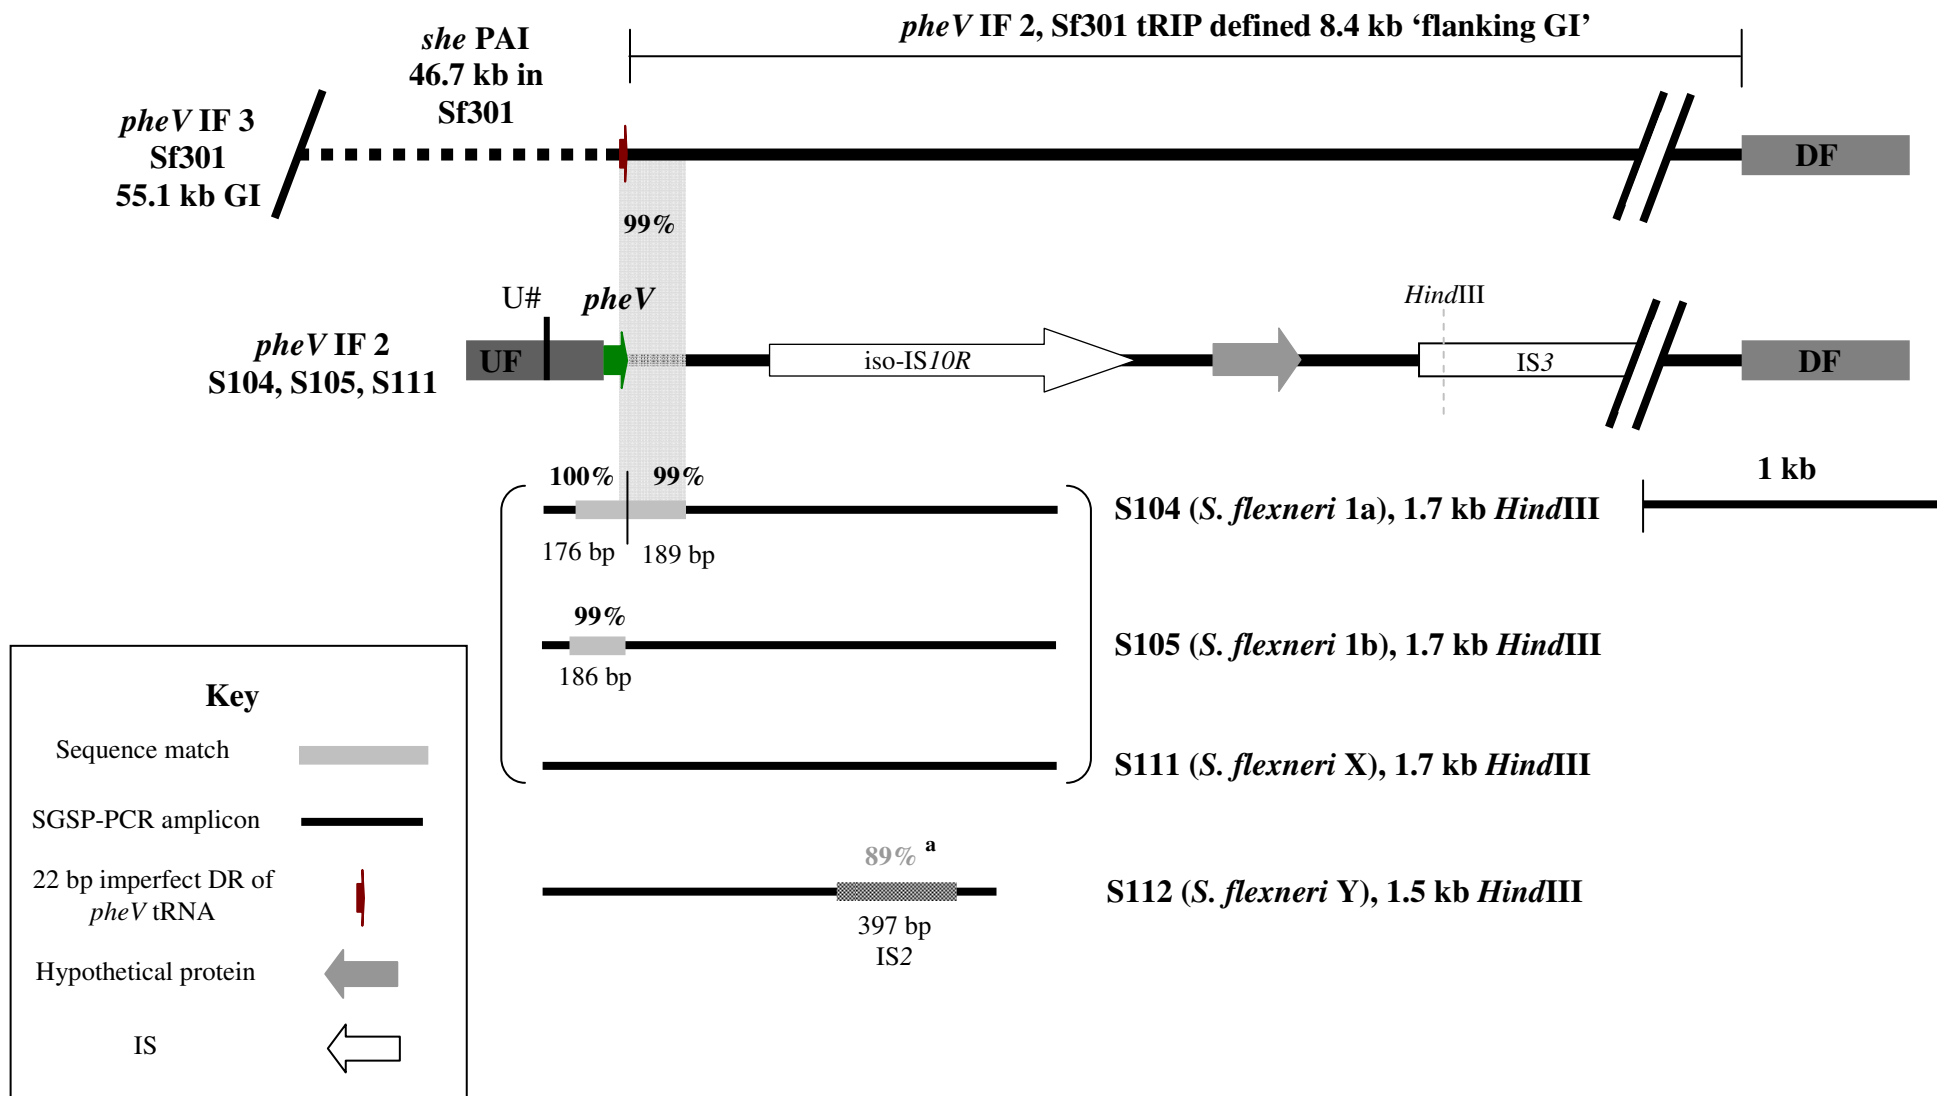 pheV IF 2, Sf301 tRIP defined 8.4 kb ‘flanking GI’
she PAI
46.7 kb in
Sf301
pheV IF 3
Sf301
55.1 kb GI
DF
99%
U#
pheV
HindIII
pheV IF 2
S104, S105, S111
UF
iso-IS10R
IS3
DF
100%
99%
1 kb
S104 (S. flexneri 1a), 1.7 kb HindIII
176 bp
189 bp
99%
S105 (S. flexneri 1b), 1.7 kb HindIII
186 bp
S111 (S. flexneri X), 1.7 kb HindIII
89% a
S112 (S. flexneri Y), 1.5 kb HindIII
397 bp
IS2
Key
Sequence match
SGSP-PCR amplicon
22 bp imperfect DR of
pheV tRNA
Hypothetical protein
IS